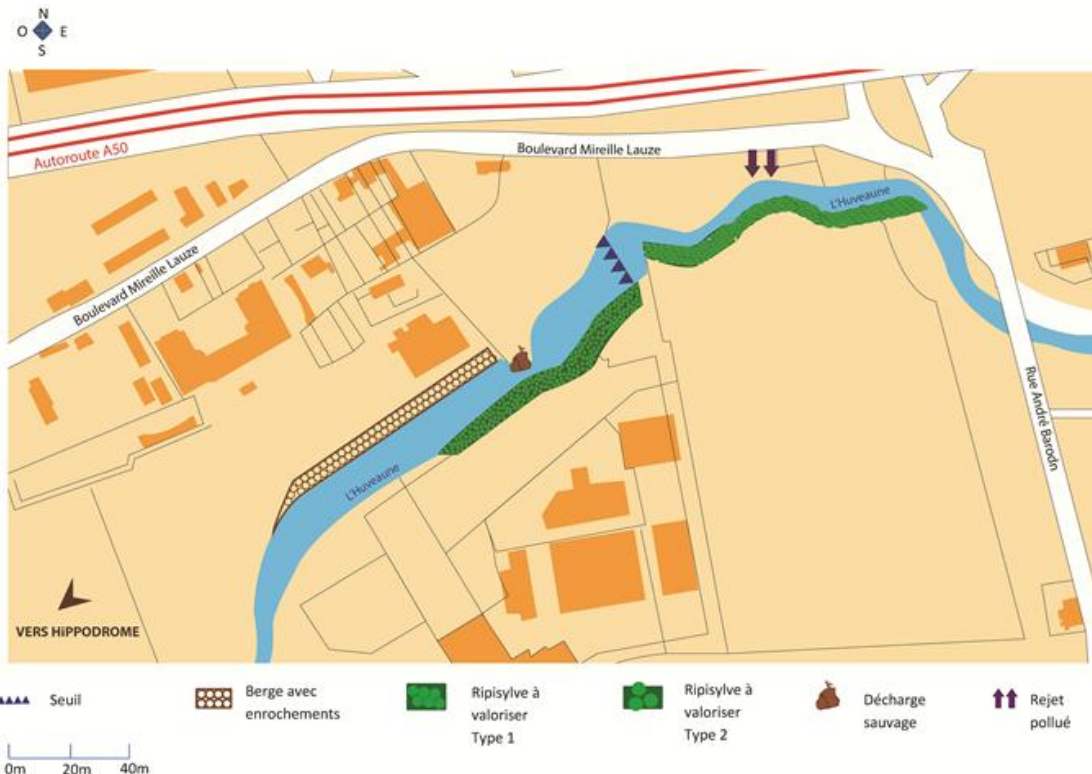 N
O E
S
Autoroute A50
Boulevard Mireille Lauze
Boulevard Mireille Lauze
L'Huveaune
L'Huveaune
Rue André Barodn
VERS HiPPODROME
Seuil
Berge avec
enrochements
Ripisylve à
valoriser
Type 1
Ripisylve à
valoriser
Type 2
Décharge
sauvage
Rejet
pollué
0m 20m 40m